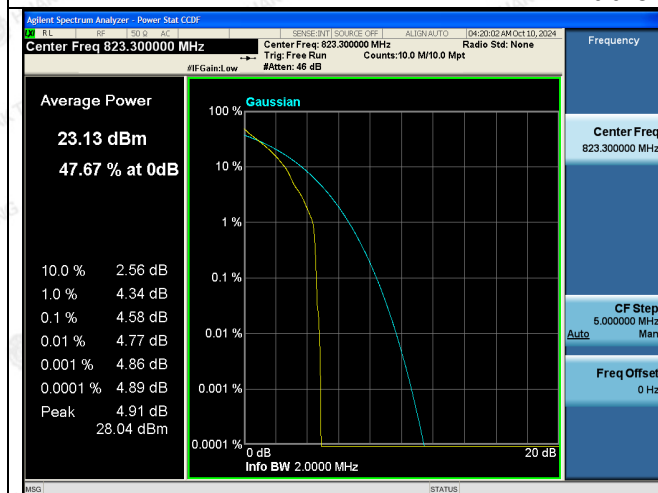 Agilent Spectrum Analyzer - Power Stat CCDF
LXI RL RF 50 Ω AC SENSE:INT SOURCE OFF ALIGN AUTO 04:20:02 AM Oct 10, 2024
Center Freq 823.300000 MHz
Center Freq: 823.300000 MHz Radio Std: None
Trig: Free Run Counts:10.0 M/10.0 Mpt
#IFGain:Low #Atten: 46 dB
Frequency
Average Power
23.13 dBm
47.67 % at 0dB
10.0 % 2.56 dB
1.0 % 4.34 dB
0.1 % 4.58 dB
0.01 % 4.77 dB
0.001 % 4.86 dB
0.0001 % 4.89 dB
Peak 4.91 dB
28.04 dBm
Gaussian
100 %
10 %
1 %
0.1 %
0.01 %
0.001 %
0.0001 %
0 dB 20 dB
Info BW 2.0000 MHz
Center Freq
823.300000 MHz
CF Step
5.000000 MHz
Auto Man
Freq Offset
0 Hz
MSG STATUS